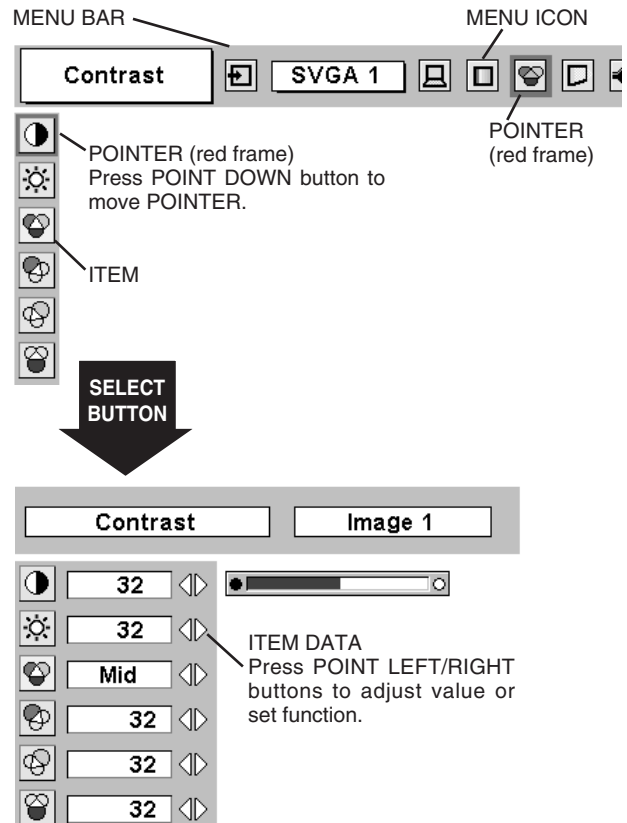 MENU BAR
MENU ICON
Contrast
SVGA 1
POINTER
(red frame)
POINTER (red frame)
Press POINT DOWN button to
move POINTER.
ITEM
SELECT
BUTTON
Contrast
Image 1
32
32
ITEM DATA
Press POINT LEFT/RIGHT
buttons to adjust value or
set function.
Mid
32
32
32